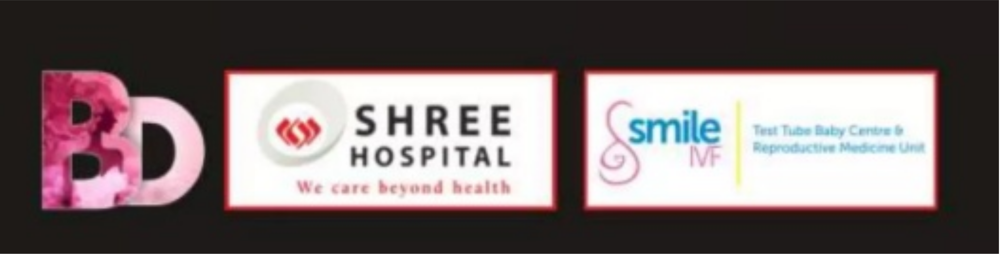 BD
SHREE
HOSPITAL
We care beyond health
smile
IVF
Test Tube Baby Centre &
Reproductive Medicine Unit